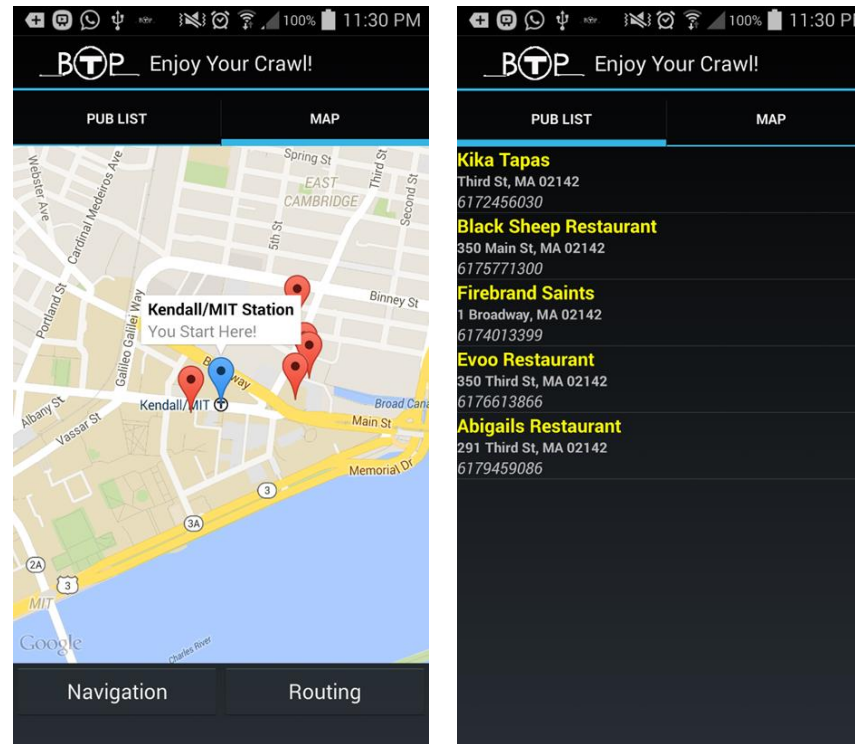 100% 11:30 PM
BTP Enjoy Your Crawl!
PUB LIST MAP
Webster Ave
Cardinal Medeiros Ave
Spring St
Third St
Second St
EAST
CAMBRIDGE
5th St
Portland St
Galileo Galilei Way
Binney St
Kendall/MIT Station
You Start Here!
Broadway
Kendall/MIT
Albany St
Vassar St
Broad Cana
Main St
Memorial Dr
3
3A
2A
3
MIT
Google
Charles River
Navigation Routing
100% 11:30 P
BTP Enjoy Your Crawl!
PUB LIST MAP
Kika Tapas
Third St, MA 02142
6172456030
Black Sheep Restaurant
350 Main St, MA 02142
6175771300
Firebrand Saints
1 Broadway, MA 02142
6174013399
Evoo Restaurant
350 Third St, MA 02142
6176613866
Abigails Restaurant
291 Third St, MA 02142
6179459086